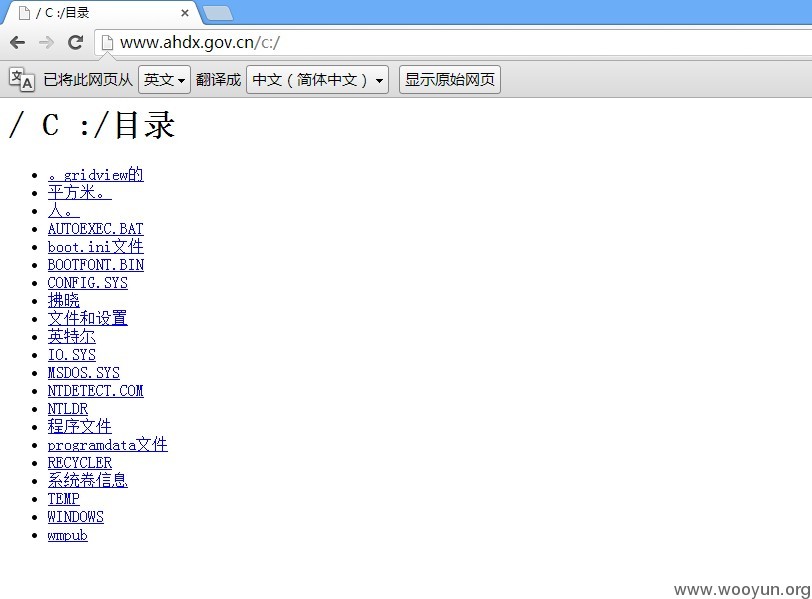 / C :/目录
www.ahdx.gov.cn/c:/
已将此网页从 英文 翻译成 中文（简体中文） 显示原始网页
/ C :/目录
。gridview的
平方米。
人。
AUTOEXEC.BAT
boot.ini文件
BOOTFONT.BIN
CONFIG.SYS
拂晓
文件和设置
英特尔
IO.SYS
MSDOS.SYS
NTDETECT.COM
NTLDR
程序文件
programdata文件
RECYCLER
系统卷信息
TEMP
WINDOWS
wmpub
www.wooyun.org